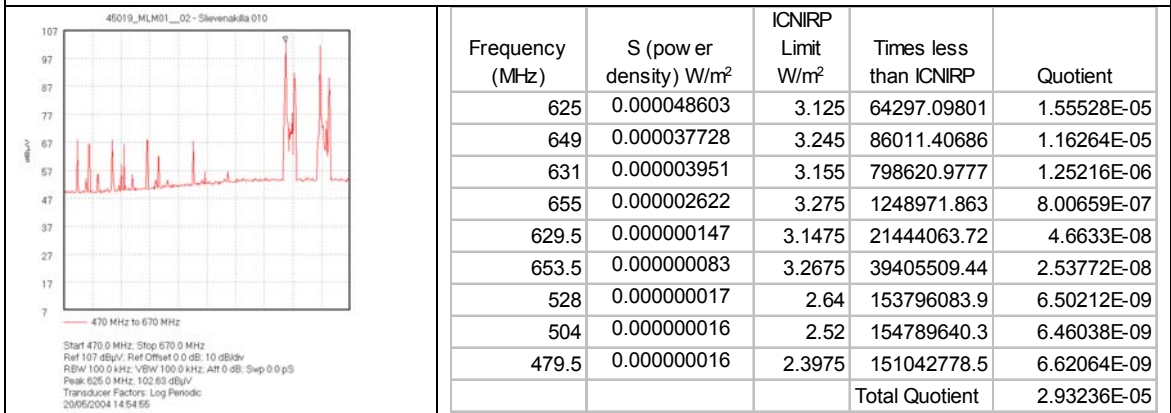 45019_MLM01__02 - Slievenakilla 010
107
97
87
77
67
57
47
37
27
17
7
dBµV
470 MHz to 670 MHz
Start 470.0 MHz; Stop 670.0 MHz
Ref 107 dBµV; Ref Offset 0.0 dB; 10 dB/div
RBW 100.0 kHz; VBW 100.0 kHz; Att 0 dB; Swp 0.0 pS
Peak 625.0 MHz, 102.63 dBµV
Transducer Factors: Log Periodic
20/05/2004 14:54:55
Frequency (MHz) S (pow er density) W/m² ICNIRP Limit W/m² Times less than ICNIRP Quotient
625 0.000048603 3.125 64297.09801 1.55528E-05
649 0.000037728 3.245 86011.40686 1.16264E-05
631 0.000003951 3.155 798620.9777 1.25216E-06
655 0.000002622 3.275 1248971.863 8.00659E-07
629.5 0.000000147 3.1475 21444063.72 4.6633E-08
653.5 0.000000083 3.2675 39405509.44 2.53772E-08
528 0.000000017 2.64 153796083.9 6.50212E-09
504 0.000000016 2.52 154789640.3 6.46038E-09
479.5 0.000000016 2.3975 151042778.5 6.62064E-09
Total Quotient 2.93236E-05